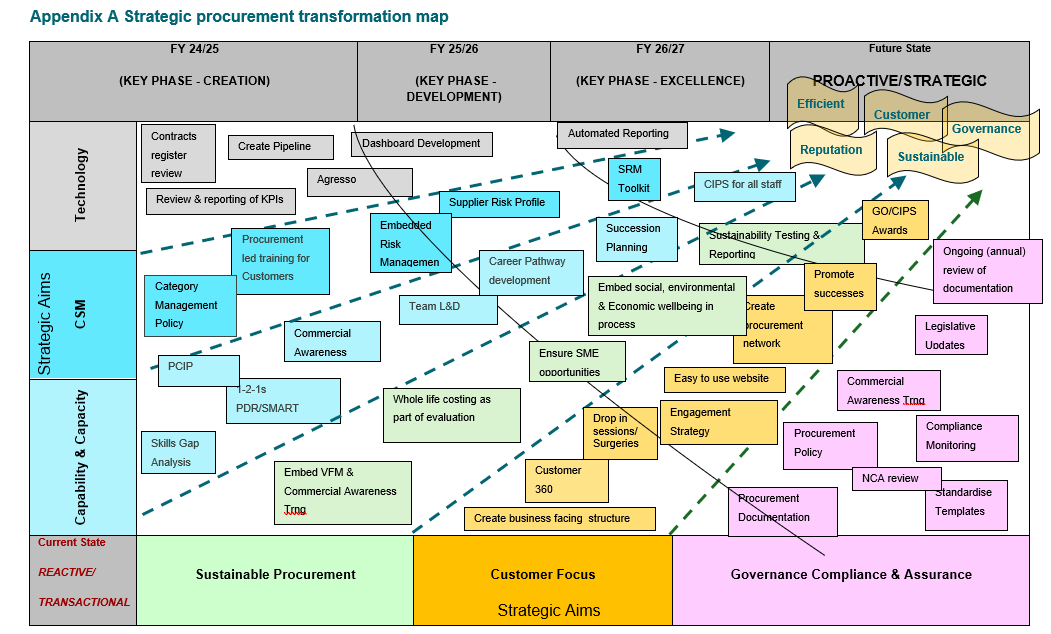 Appendix A Strategic procurement transformation map
FY 24/25
(KEY PHASE - CREATION)
FY 25/26
(KEY PHASE -
DEVELOPMENT)
FY 26/27
(KEY PHASE - EXCELLENCE)
Future State
PROACTIVE/STRATEGIC
Efficient
Customer
Governance
Reputation
Sustainable
Technology
Contracts
register
review
Create Pipeline
Dashboard Development
Automated Reporting
Agresso
Review & reporting of KPIs
SRM
Toolkit
CIPS for all staff
Supplier Risk Profile
GO/CIPS
Awards
Strategic Aims
CSM
Procurement
led training for
Customers
Embedded
Risk
Managemen
Succession
Planning
Sustainability Testing &
Reporting
Ongoing (annual)
review of
documentation
Category
Management
Policy
Career Pathway
development
Promote
successes
Team L&D
Embed social, environmental
& Economic wellbeing in
process
Create
procurement
network
Commercial
Awareness
Legislative
Updates
Ensure SME
opportunities
PCIP
Easy to use website
Commercial
Awareness Trng
Capability & Capacity
1-2-1s
PDR/SMART
Whole life costing as
part of evaluation
Drop in
sessions/
Surgeries
Engagement
Strategy
Procurement
Policy
Compliance
Monitoring
Skills Gap
Analysis
Embed VFM &
Commercial Awareness
Trng
Customer
360
NCA review
Standardise
Templates
Procurement
Documentation
Create business facing structure
Current State
REACTIVE/
TRANSACTIONAL
Sustainable Procurement
Customer Focus
Governance Compliance & Assurance
Strategic Aims